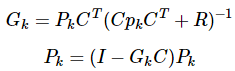 G_k = P_k C^T (C p_k C^T + R)^{-1}
P_k = (I − G_k C) P_k